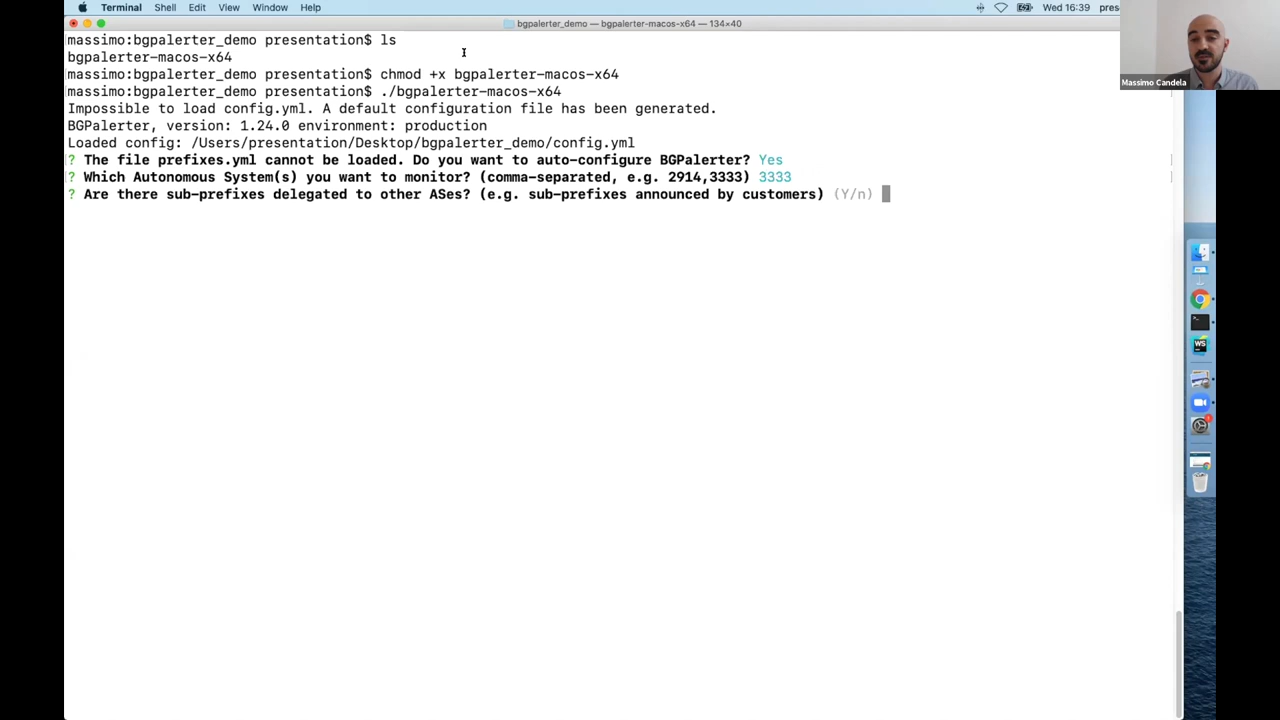 Terminal Shell Edit View Window Help
Wed 16:39 pres
bgpalerter_demo — bgpalerter-macos-x64 — 134×40
massimo:bgpalerter_demo presentation$ ls
bgpalerter-macos-x64
massimo:bgpalerter_demo presentation$ chmod +x bgpalerter-macos-x64
massimo:bgpalerter_demo presentation$ ./bgpalerter-macos-x64
Impossible to load config.yml. A default configuration file has been generated.
BGPalerter, version: 1.24.0 environment: production
Loaded config: /Users/presentation/Desktop/bgpalerter_demo/config.yml
? The file prefixes.yml cannot be loaded. Do you want to auto-configure BGPalerter? Yes
? Which Autonomous System(s) you want to monitor? (comma-separated, e.g. 2914,3333) 3333
? Are there sub-prefixes delegated to other ASes? (e.g. sub-prefixes announced by customers) (Y/n)
Massimo Candela
WS